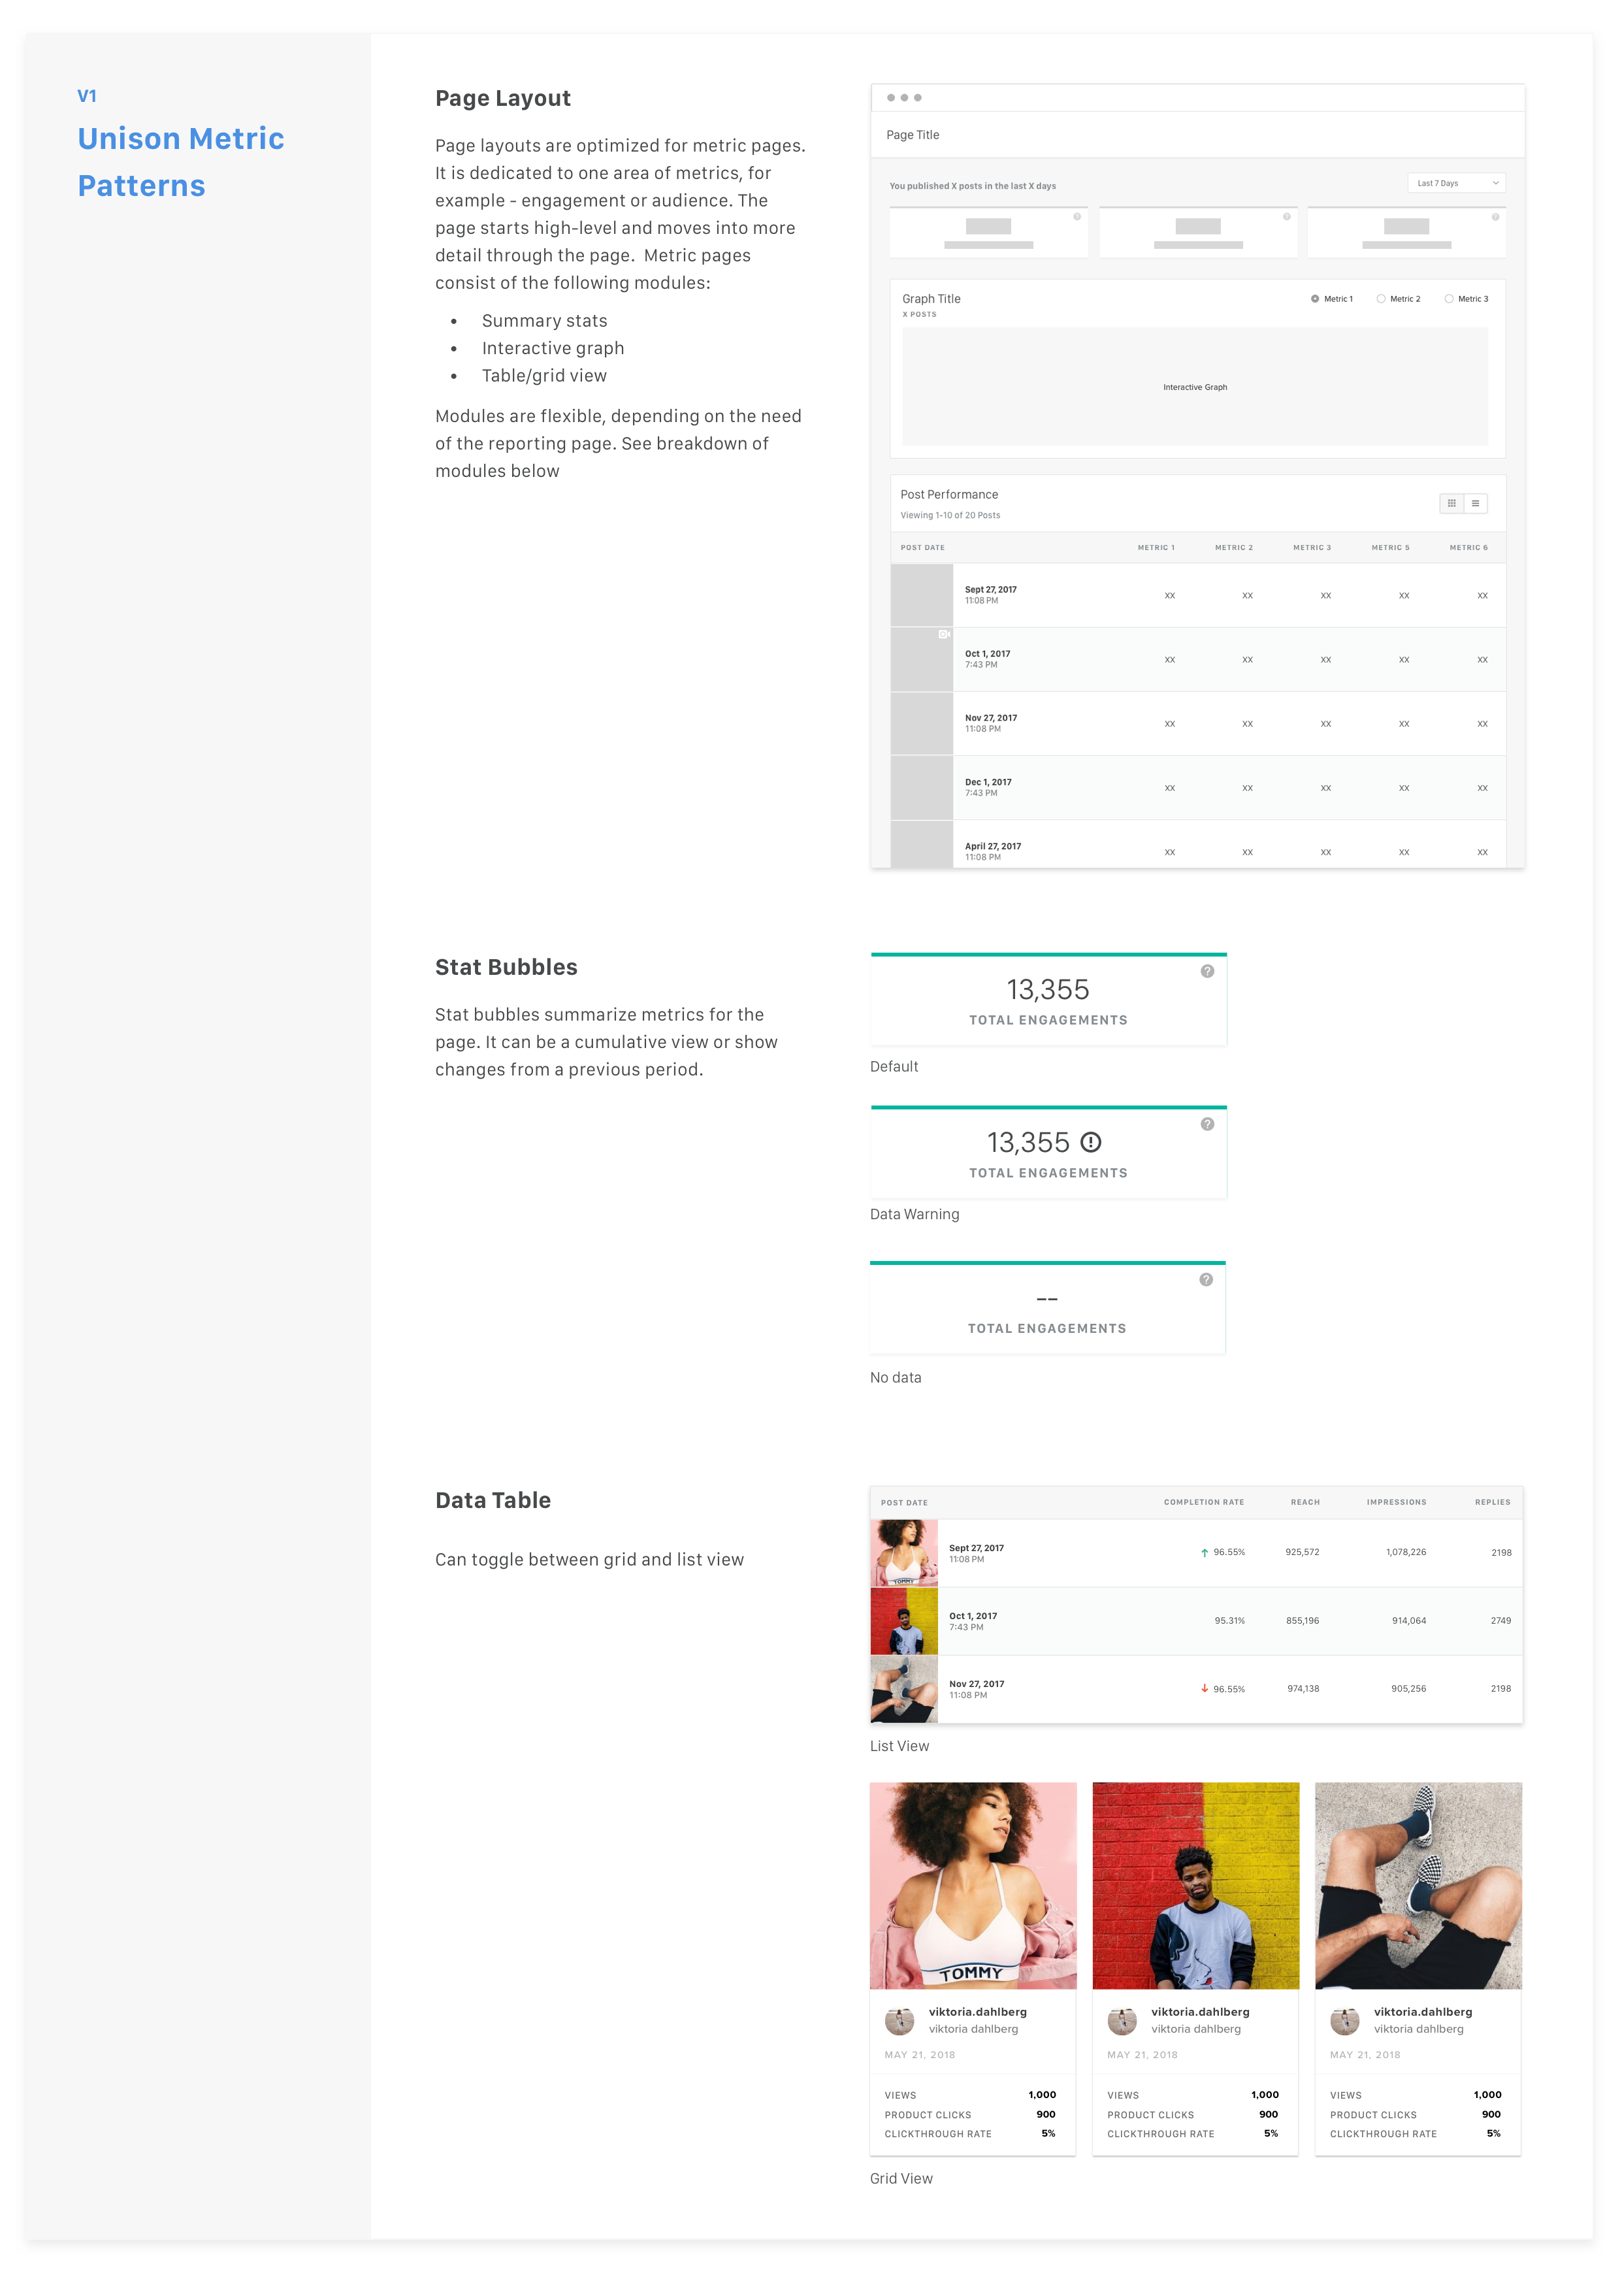 V1
Unison Metric
Patterns
Page Layout
Page layouts are optimized for metric pages.
It is dedicated to one area of metrics, for
example - engagement or audience. The
page starts high-level and moves into more
detail through the page.  Metric pages
consist of the following modules:
• Summary stats
• Interactive graph
• Table/grid view
Modules are flexible, depending on the need
of the reporting page. See breakdown of
modules below
Page Title
You published X posts in the last X days
Last 7 Days
?
?
?
Graph Title
Metric 1 Metric 2 Metric 3
X POSTS
Interactive Graph
Post Performance
Viewing 1-10 of 20 Posts
POST DATE METRIC 1 METRIC 2 METRIC 3 METRIC 5 METRIC 6
Sept 27, 2017
11:08 PM
XX XX XX XX XX
Oct 1, 2017
7:43 PM
XX XX XX XX XX
Nov 27, 2017
11:08 PM
XX XX XX XX XX
Dec 1, 2017
7:43 PM
XX XX XX XX XX
April 27, 2017
11:08 PM
XX XX XX XX XX
Stat Bubbles
Stat bubbles summarize metrics for the
page. It can be a cumulative view or show
changes from a previous period.
?
13,355
TOTAL ENGAGEMENTS
Default
?
13,355 !
TOTAL ENGAGEMENTS
Data Warning
?
--
TOTAL ENGAGEMENTS
No data
Data Table
Can toggle between grid and list view
POST DATE COMPLETION RATE REACH IMPRESSIONS REPLIES
TOMMY
Sept 27, 2017
11:08 PM
↑ 96.55% 925,572 1,078,226 2198
Oct 1, 2017
7:43 PM
95.31% 855,196 914,064 2749
Nov 27, 2017
11:08 PM
↓ 96.55% 974,138 905,256 2198
List View
TOMMY
viktoria.dahlberg
viktoria dahlberg
MAY 21, 2018
VIEWS 1,000
PRODUCT CLICKS 900
CLICKTHROUGH RATE 5%
viktoria.dahlberg
viktoria dahlberg
MAY 21, 2018
VIEWS 1,000
PRODUCT CLICKS 900
CLICKTHROUGH RATE 5%
viktoria.dahlberg
viktoria dahlberg
MAY 21, 2018
VIEWS 1,000
PRODUCT CLICKS 900
CLICKTHROUGH RATE 5%
Grid View